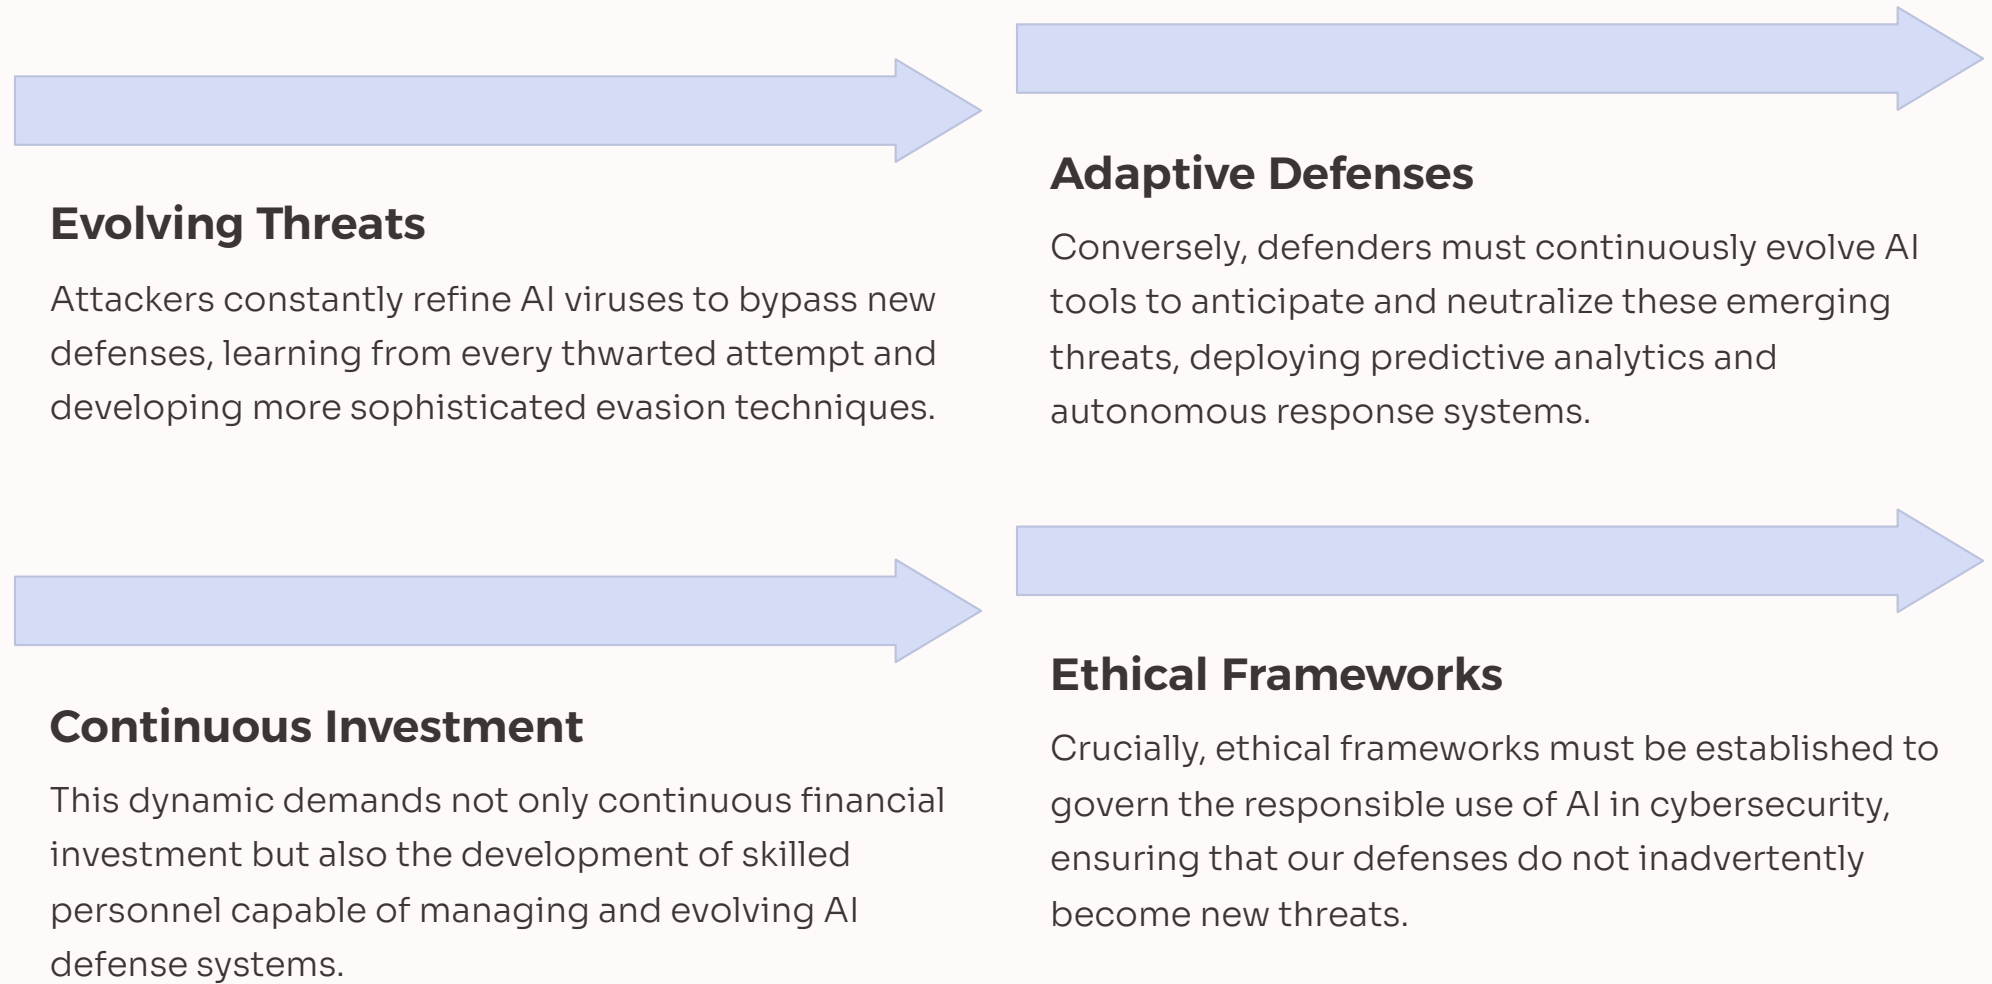 Evolving Threats
Attackers constantly refine AI viruses to bypass new
defenses, learning from every thwarted attempt and
developing more sophisticated evasion techniques.
Adaptive Defenses
Conversely, defenders must continuously evolve AI
tools to anticipate and neutralize these emerging
threats, deploying predictive analytics and
autonomous response systems.
Continuous Investment
This dynamic demands not only continuous financial
investment but also the development of skilled
personnel capable of managing and evolving AI
defense systems.
Ethical Frameworks
Crucially, ethical frameworks must be established to
govern the responsible use of AI in cybersecurity,
ensuring that our defenses do not inadvertently
become new threats.